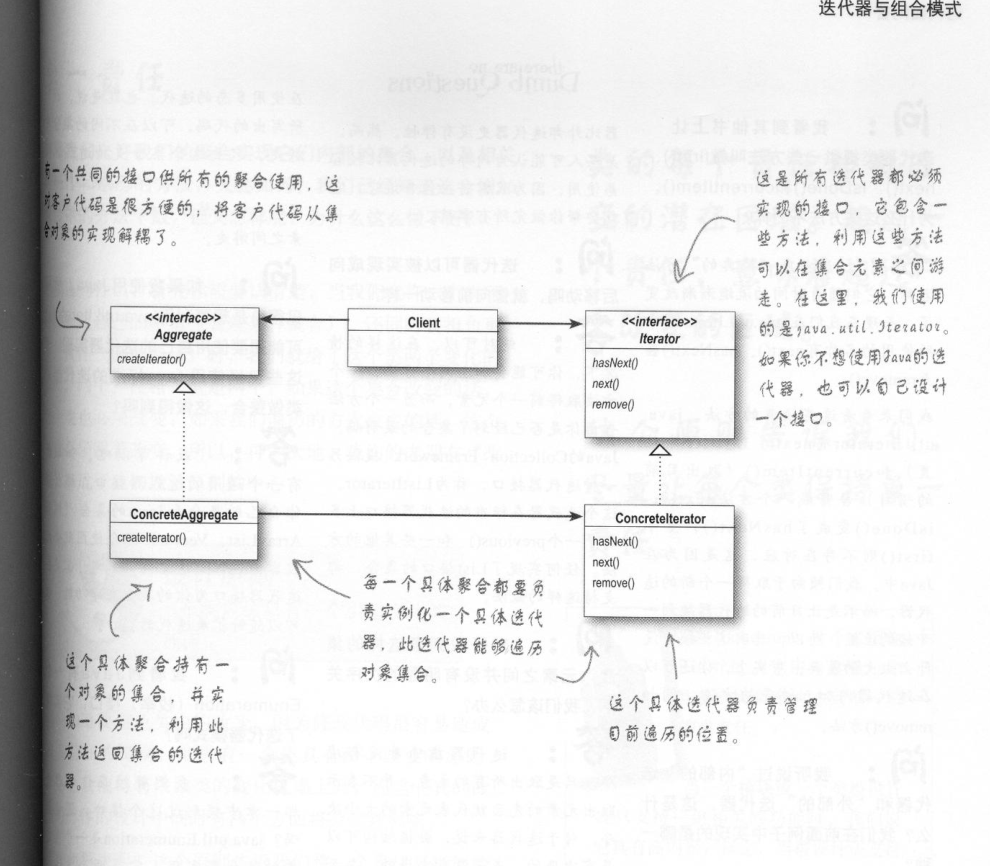 迭代器与组合模式
有一个共同的接口供所有的聚合使用，这
对客户代码是很方便的，将客户代码从集
合对象的实现解耦了。
这是所有迭代器都必须
实现的接口，它包含一
些方法，利用这些方法
可以在集合元素之间游
走。在这里，我们使用
的是java.util.Iterator。
如果你不想使用Java的迭
代器，也可以自己设计
一个接口。
<<interface>>
Aggregate
createIterator()
Client
<<interface>>
Iterator
hasNext()
next()
remove()
ConcreteAggregate
createIterator()
ConcreteIterator
hasNext()
next()
remove()
每一个具体聚合都要负
责实例化一个具体迭代
器，此迭代器能够遍历
对象集合。
这个具体聚合持有一
个对象的集合，并实
现一个方法，利用此
方法返回集合的迭代
器。
这个具体迭代器负责管理
目前遍历的位置。